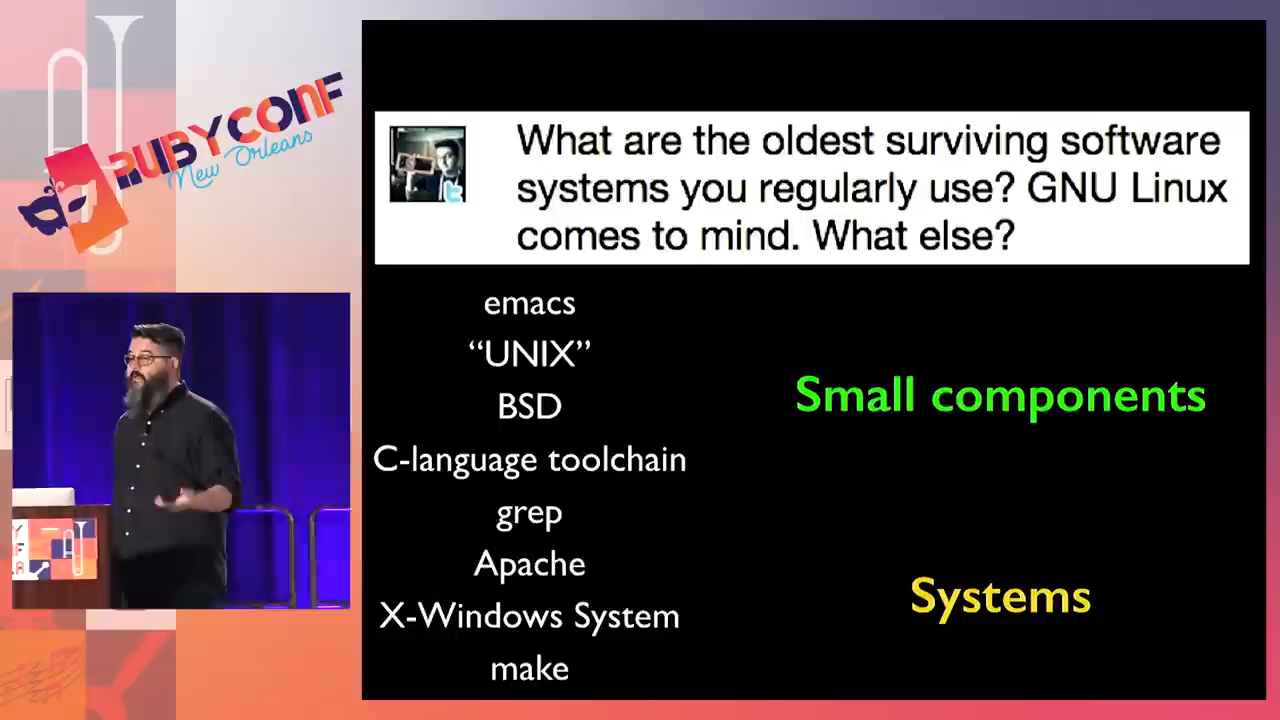 RUBYCONF
New Orleans
What are the oldest surviving software
systems you regularly use? GNU Linux
comes to mind. What else?
emacs
“UNIX”
BSD
C-language toolchain
grep
Apache
X-Windows System
make
Small components
Systems